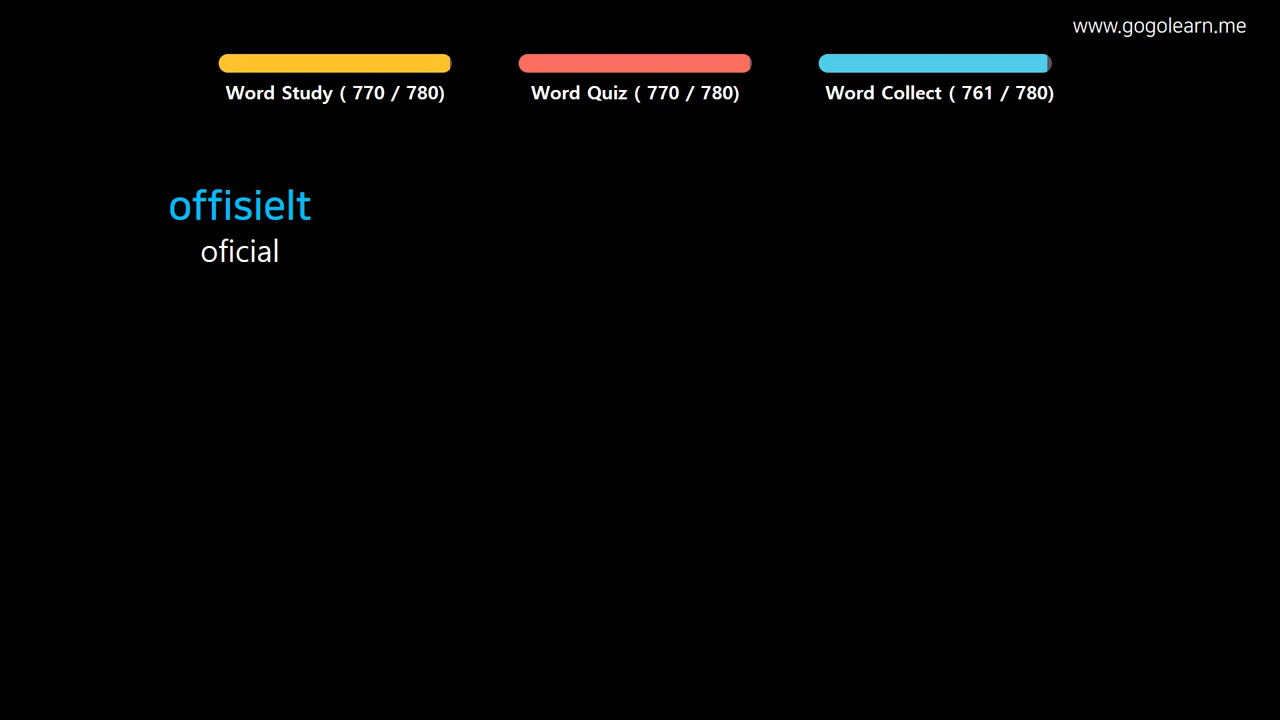 www.gogolearn.me
Word Study ( 770 / 780)
Word Quiz ( 770 / 780)
Word Collect ( 761 / 780)
offisielt
oficial